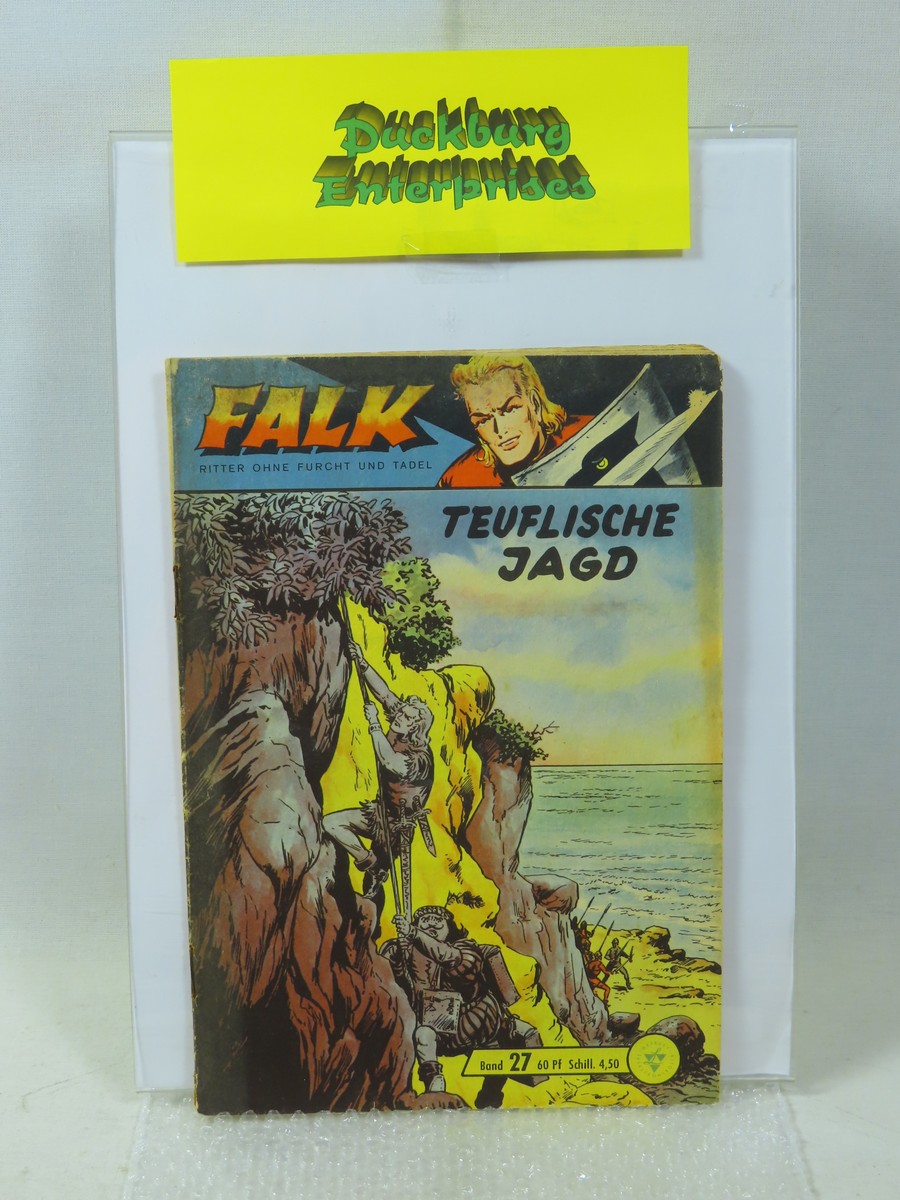 Duckburg
Enterprises
FALK
RITTER OHNE FURCHT UND TADEL
TEUFLISCHE
JAGD
Band 27 60 Pf Schill. 4,50